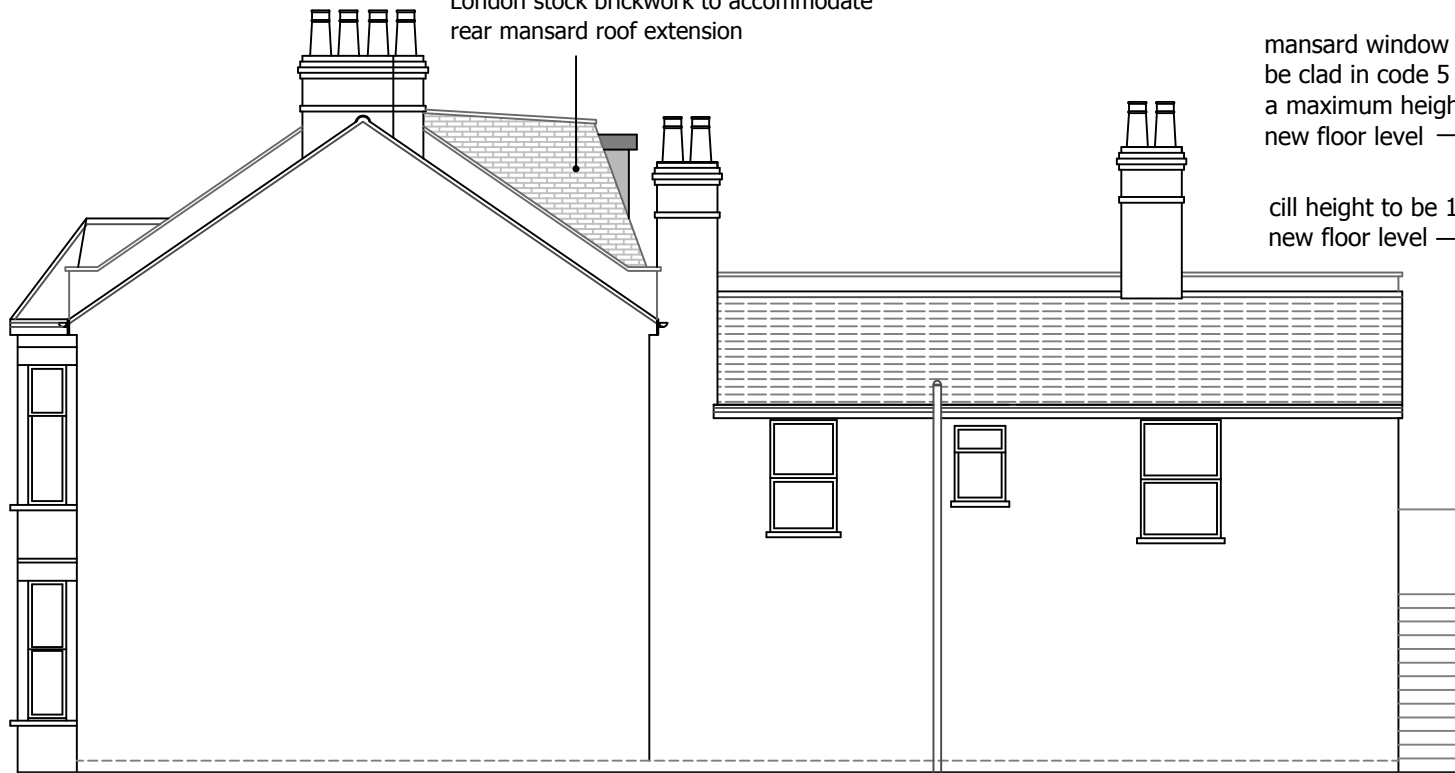 London stock brickwork to accommodate
rear mansard roof extension
mansard window
be clad in code 5
a maximum heigh
new floor level
cill height to be 1
new floor level